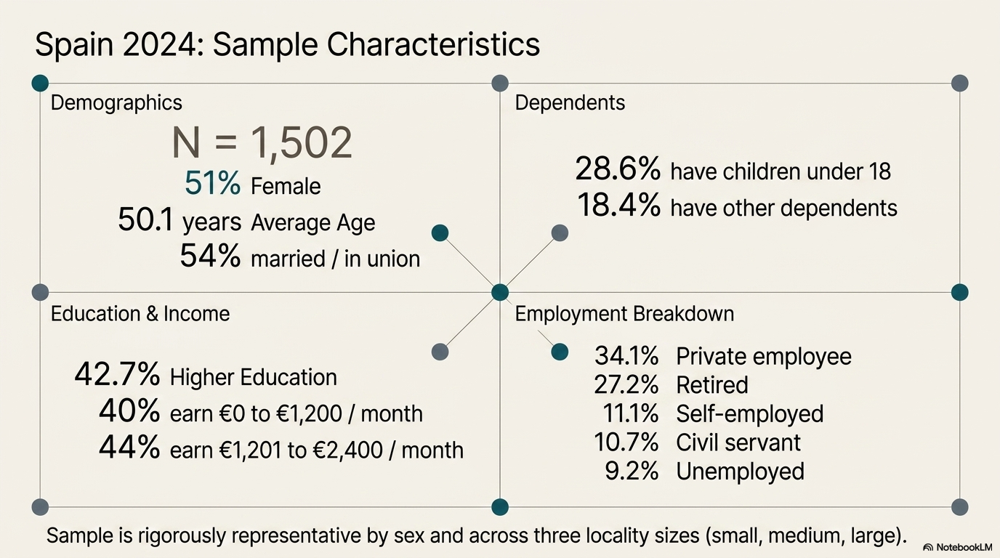 Spain 2024: Sample Characteristics
Demographics
N = 1,502
51% Female
50.1 years Average Age
54% married / in union
Dependents
28.6% have children under 18
18.4% have other dependents
Education & Income
42.7% Higher Education
40% earn €0 to €1,200 / month
44% earn €1,201 to €2,400 / month
Employment Breakdown
34.1% Private employee
27.2% Retired
11.1% Self-employed
10.7% Civil servant
9.2% Unemployed
Sample is rigorously representative by sex and across three locality sizes (small, medium, large).
NotebookLM